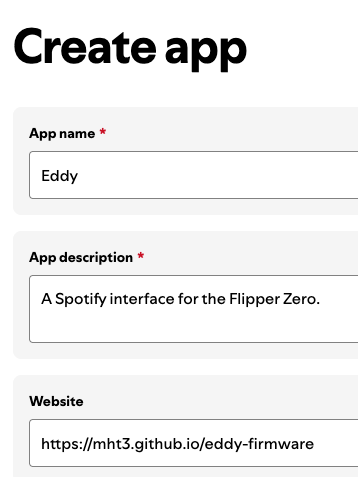 Create app
App name *
Eddy
App description *
A Spotify interface for the Flipper Zero.
Website
https://mht3.github.io/eddy-firmware